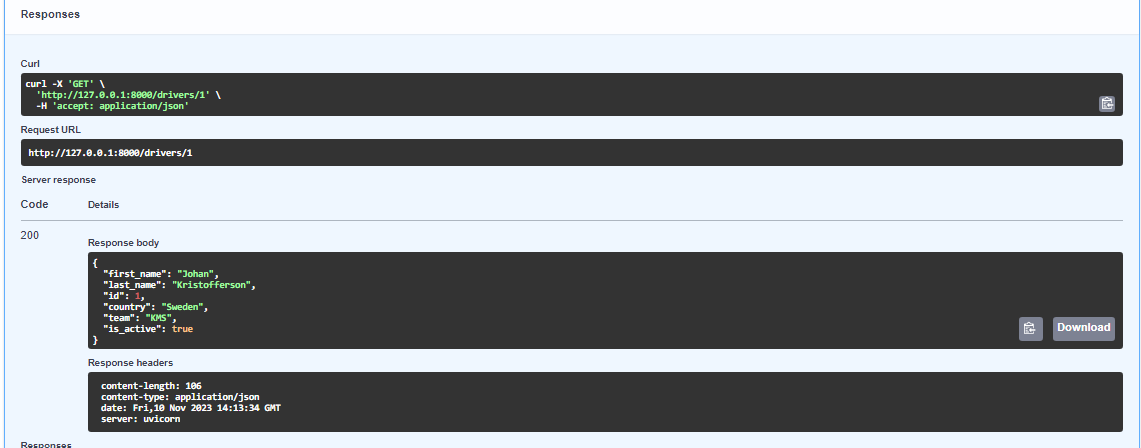 Responses
Curl
curl -X 'GET' \
'http://127.0.0.1:8000/drivers/1' \
-H 'accept: application/json'
Request URL
http://127.0.0.1:8000/drivers/1
Server response
Code Details
200
Response body
{
"first_name": "Johan",
"last_name": "Kristofferson",
"id": 1,
"country": "Sweden",
"team": "KMS",
"is_active": true
}
Download
Response headers
content-length: 106
content-type: application/json
date: Fri,10 Nov 2023 14:13:34 GMT
server: uvicorn
Responses